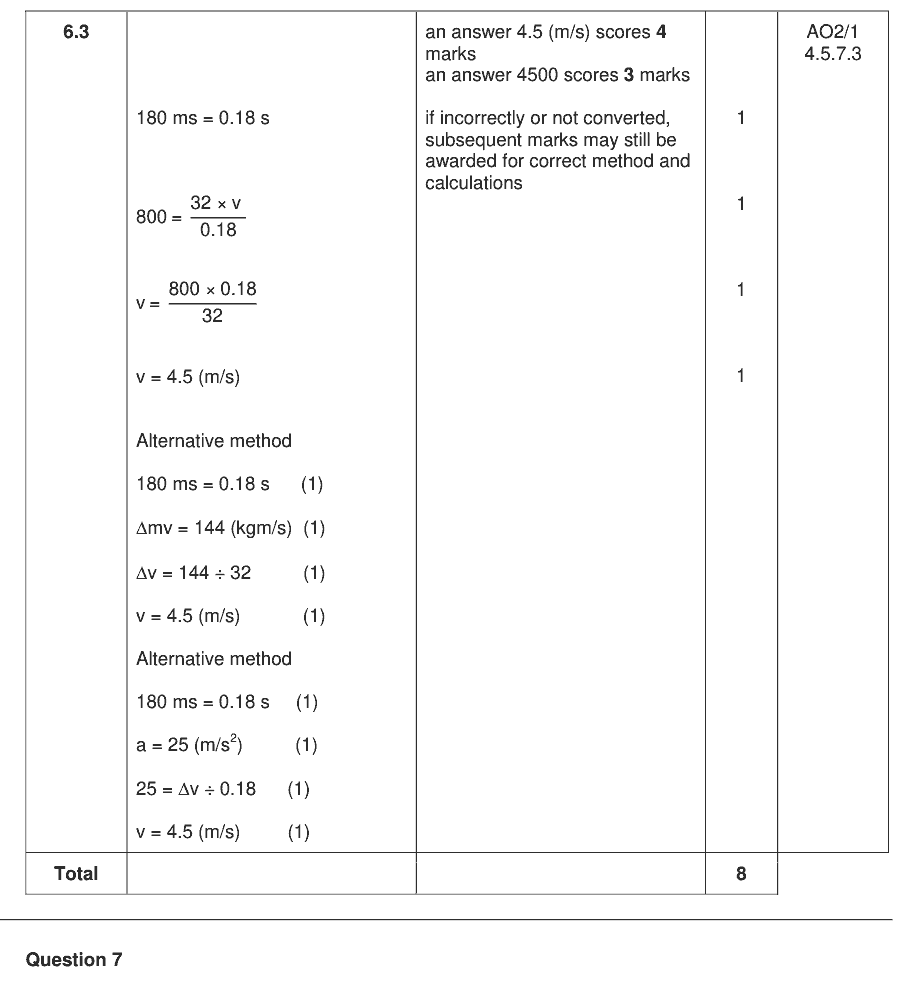 6.3
an answer 4.5 (m/s) scores 4
marks
an answer 4500 scores 3 marks
AO2/1
4.5.7.3
180 ms = 0.18 s
if incorrectly or not converted,
subsequent marks may still be
awarded for correct method and
calculations
1
800 = 32 × v / 0.18
1
v = 800 × 0.18 / 32
1
v = 4.5 (m/s)
1
Alternative method
180 ms = 0.18 s (1)
Δmv = 144 (kgm/s) (1)
Δv = 144 ÷ 32 (1)
v = 4.5 (m/s) (1)
Alternative method
180 ms = 0.18 s (1)
a = 25 (m/s²) (1)
25 = Δv ÷ 0.18 (1)
v = 4.5 (m/s) (1)
Total 8
Question 7